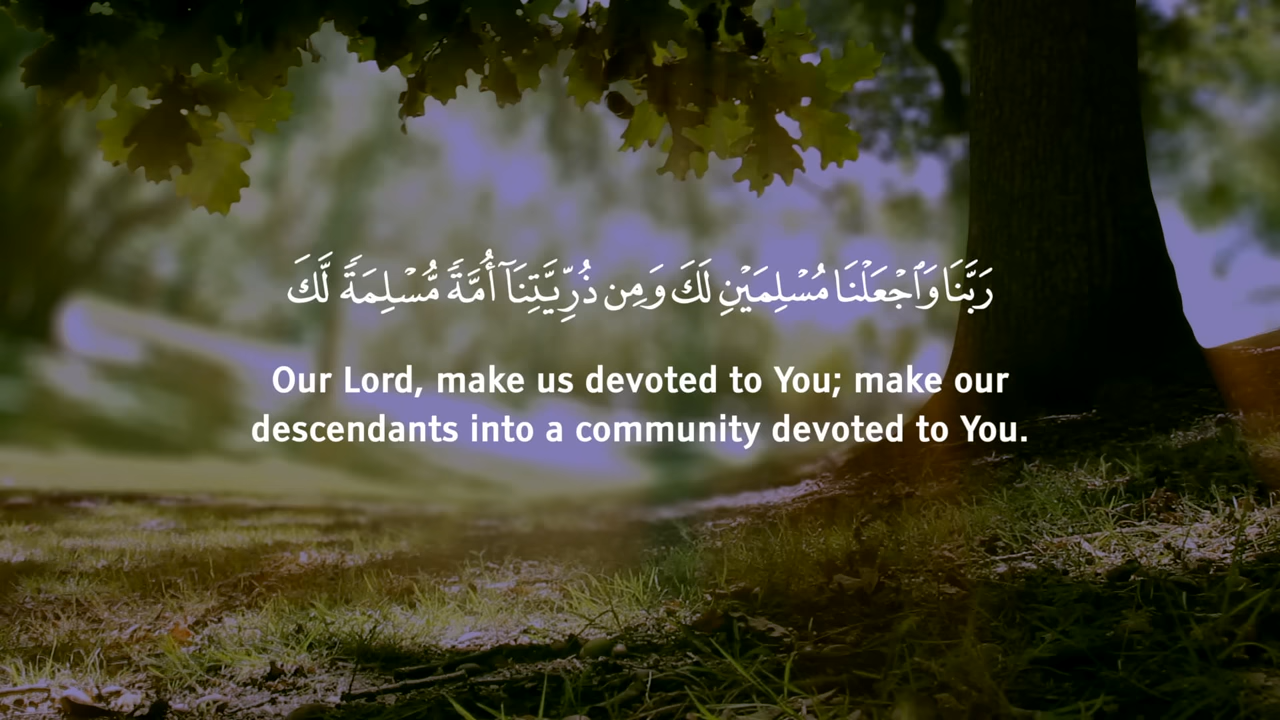 رَبَّنَا وَٱجۡعَلۡنَا مُسۡلِمَيۡنِ لَكَ وَمِن ذُرِّيَّتِنَآ أُمَّةٗ مُّسۡلِمَةٗ لَّكَ
Our Lord, make us devoted to You; make our
descendants into a community devoted to You.